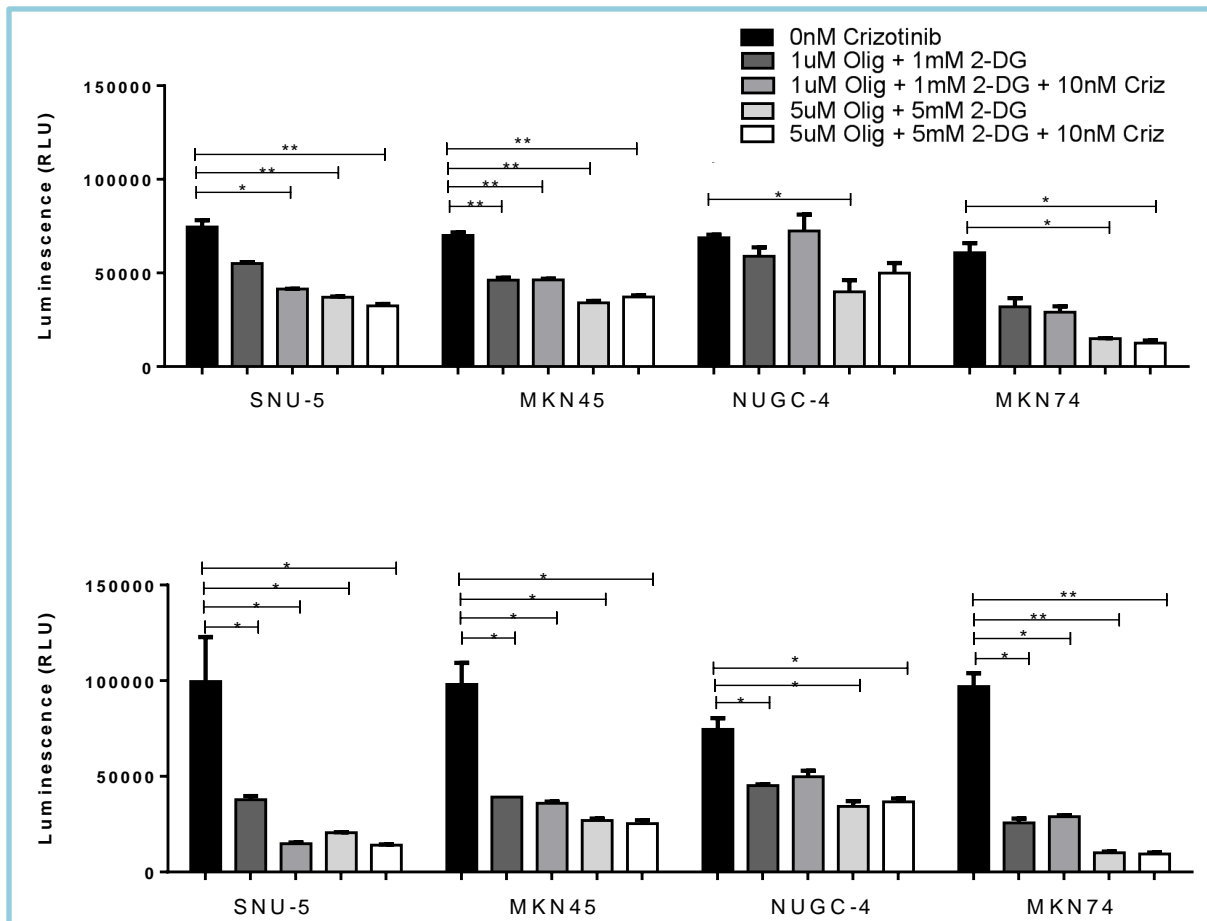 0nM Crizotinib
1uM Olig + 1mM 2-DG
1uM Olig + 1mM 2-DG + 10nM Criz
5uM Olig + 5mM 2-DG
5uM Olig + 5mM 2-DG + 10nM Criz
Luminescence (RLU)
150000
100000
50000
0
** ** *
** ** ** **
*
* *
SNU-5 MKN45 NUGC-4 MKN74
Luminescence (RLU)
150000
100000
50000
0
* * * *
* * * *
* * *
** ** * *
SNU-5 MKN45 NUGC-4 MKN74